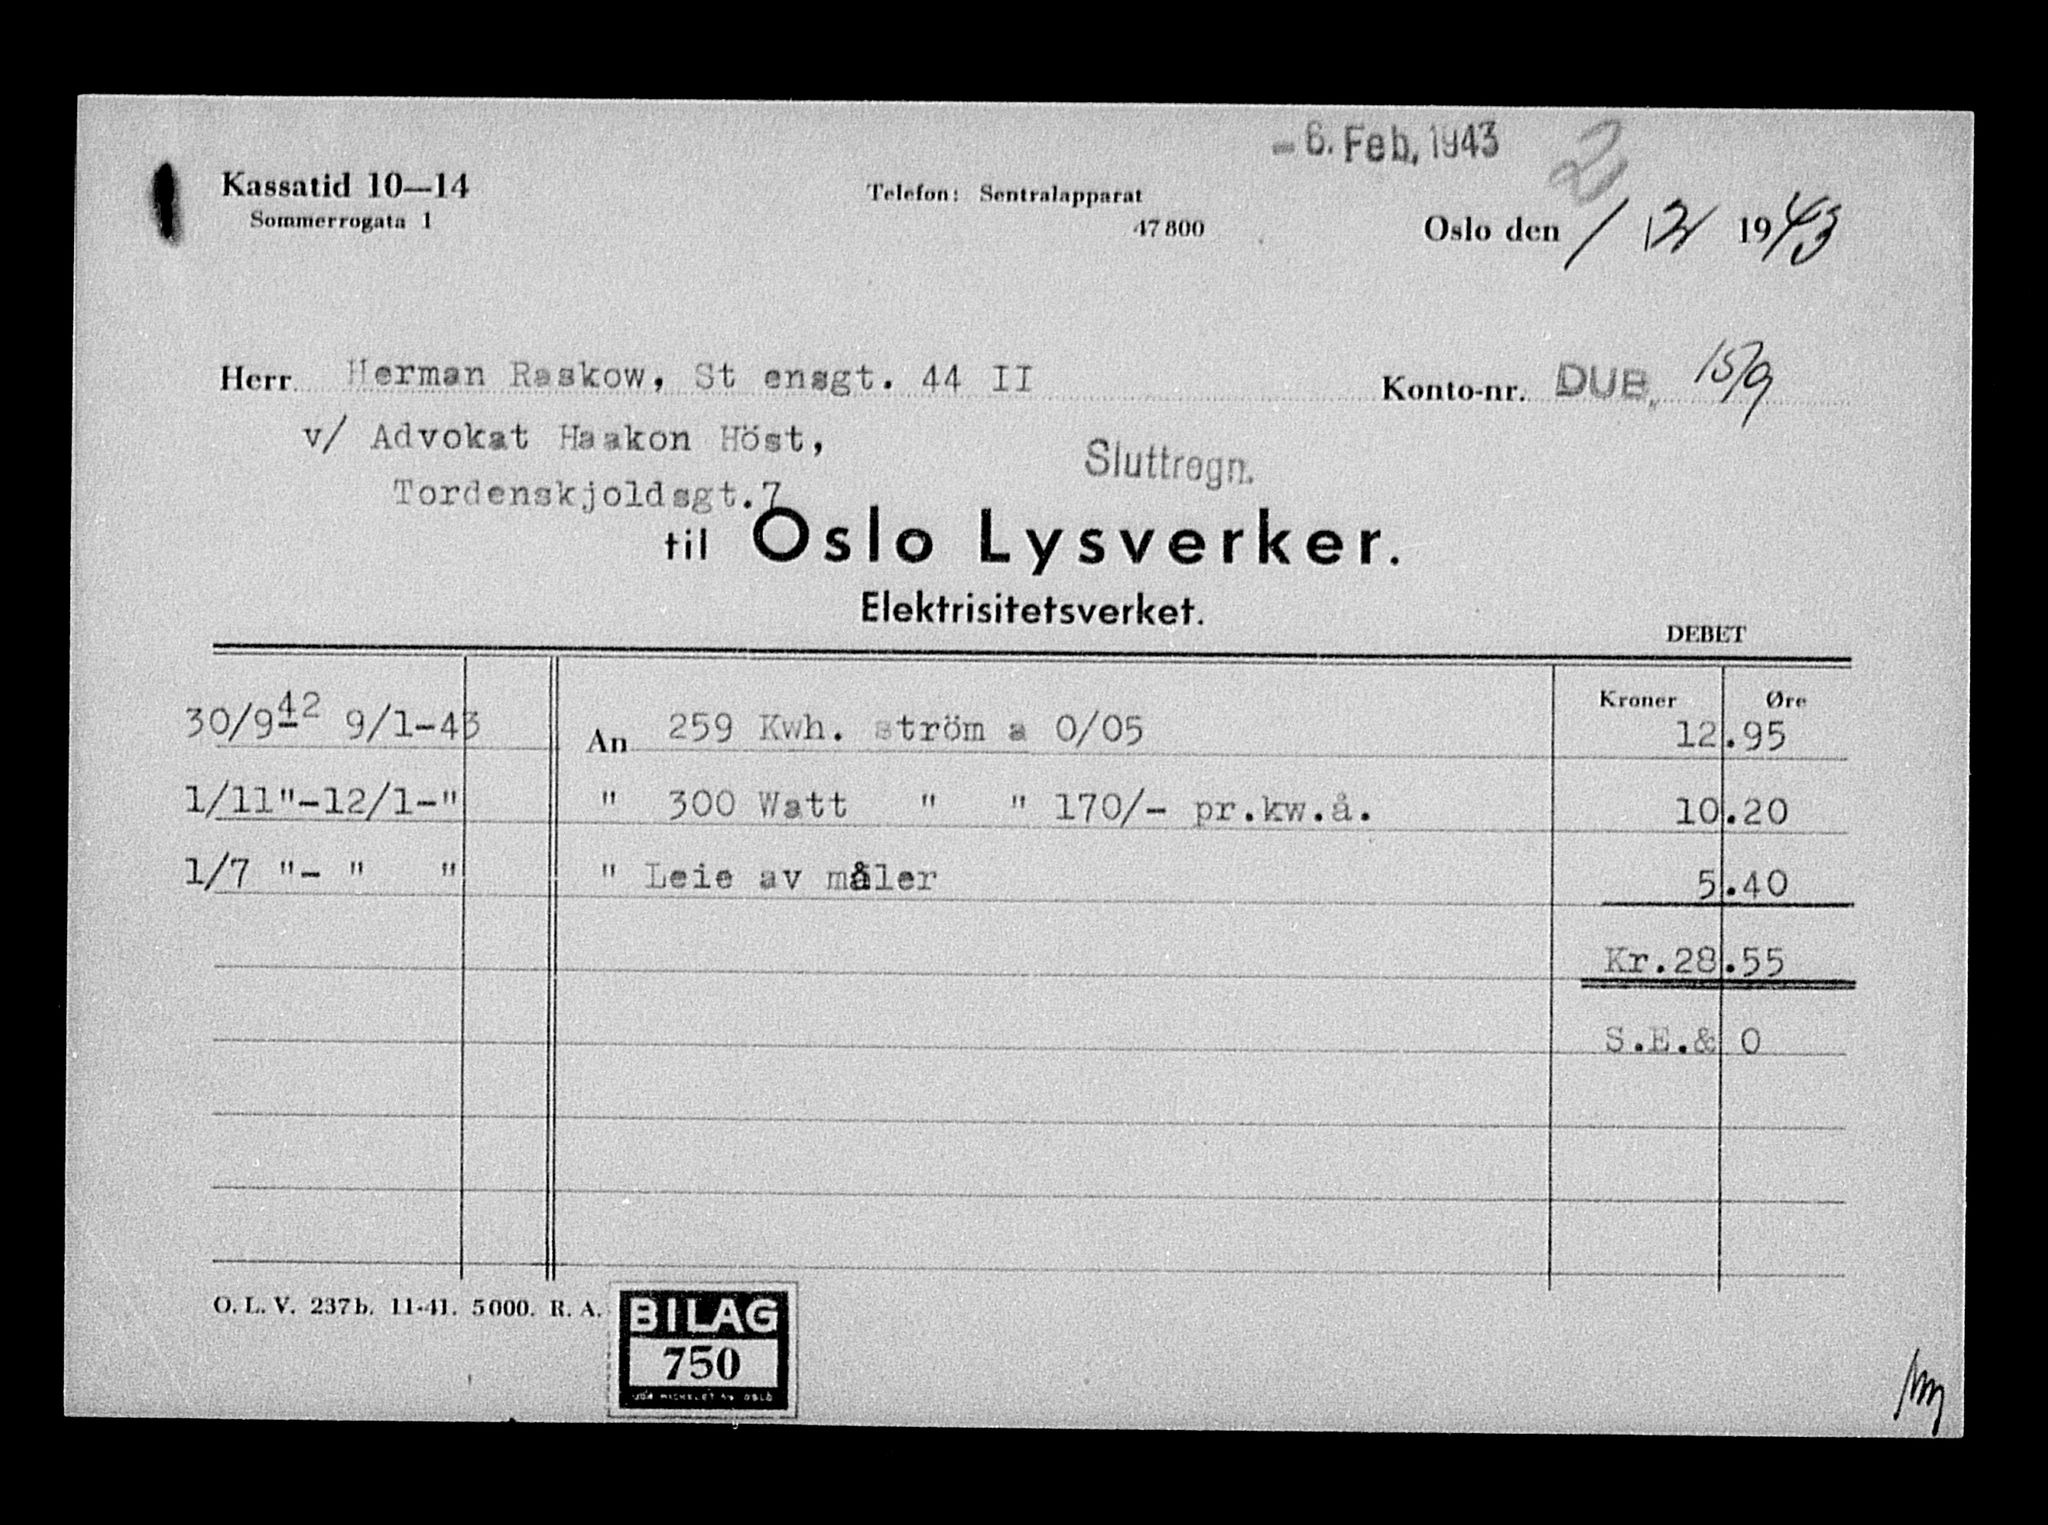 - 6. Feb, 1943
2
Kassatid 10—14
Sommerrogata 1
Telefon: Sentralapparat
47800
Oslo den 1/2 1943
Herr Herman Raskow, St ensgt. 44 II
Konto-nr. DUB. 15/9
v/ Advokat Haakon Höst,
Tordenskjoldsgt.7
Sluttregn.
til Oslo Lysverker.
Elektrisitetsverket.
DEBET
Kroner Øre
30/9 42 - 9/1-43 An 259 Kwh. ström a 0/05 12.95
1/11"-12/1-" " 300 Watt " " 170/- pr.kw.å. 10.20
1/7 "- " " " Leie av måler 5.40
Kr.28.55
S.E.& O
O. L. V. 237b. 11-41. 5000. R. A.
BILAG
750